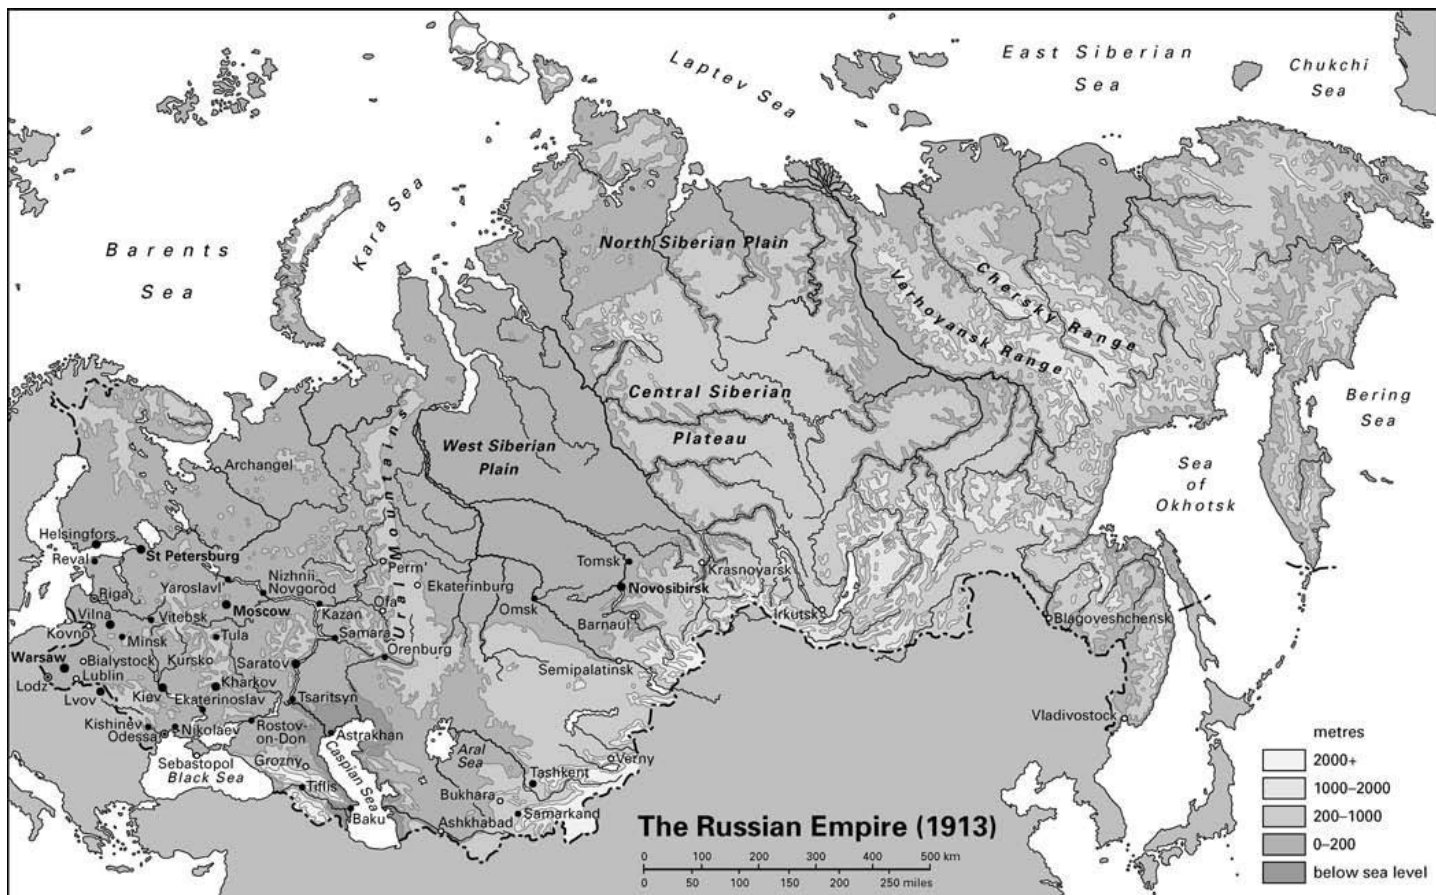 Laptev Sea
East Siberian
Sea
Chukchi
Sea
Barents
Sea
Kara Sea
North Siberian Plain
Verhoyansk Range
Chersky Range
Central Siberian
Plateau
West Siberian
Plain
Ural Mountains
Bering
Sea
Sea
of
Okhotsk
Archangel
Helsingfors
Reval
St Petersburg
Yaroslavl'
Nizhnii
Novgorod
Perm'
Ekaterinburg
Tomsk
Krasnoyarsk
Novosibirsk
Riga
Moscow
Kazan
Ofa
Omsk
Barnaul
Irkutsk
Blagoveshchensk
Vilna
Vitebsk
Kovno
Minsk
Tula
Samara
Orenburg
Warsaw
Bialystock
Kursko
Saratov
Semipalatinsk
Lodz
Lublin
Lvov
Kiev
Kharkov
Ekaterinoslav
Tsaritsyn
Kishinev
Odessa
Nikolaev
Rostov-
on-Don
Astrakhan
Vladivostock
Sebastopol
Black Sea
Grozny
Caspian Sea
Aral
Sea
Verny
Tiflis
Tashkent
Bukhara
Baku
Ashkhabad
Samarkand
The Russian Empire (1913)
0 100 200 300 400 500 km
0 50 100 150 200 250 miles
metres
2000+
1000–2000
200–1000
0–200
below sea level